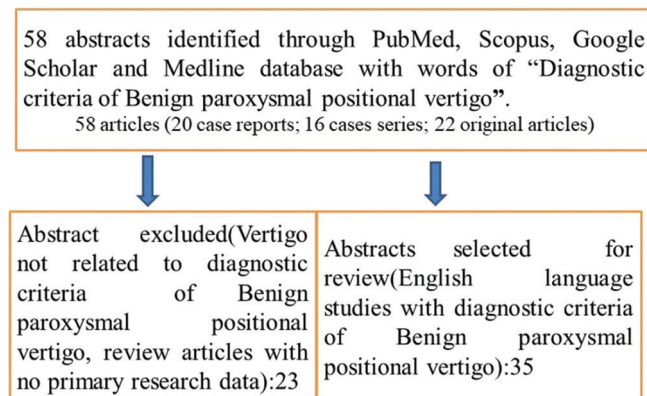 58 abstracts identified through PubMed, Scopus, Google
Scholar and Medline database with words of “Diagnostic
criteria of Benign paroxysmal positional vertigo”.
58 articles (20 case reports; 16 cases series; 22 original articles)
Abstract excluded(Vertigo
not related to diagnostic
criteria of Benign
paroxysmal positional
vertigo, review articles with
no primary research data):23
Abstracts selected for
review(English language
studies with diagnostic criteria
of Benign paroxysmal
positional vertigo):35